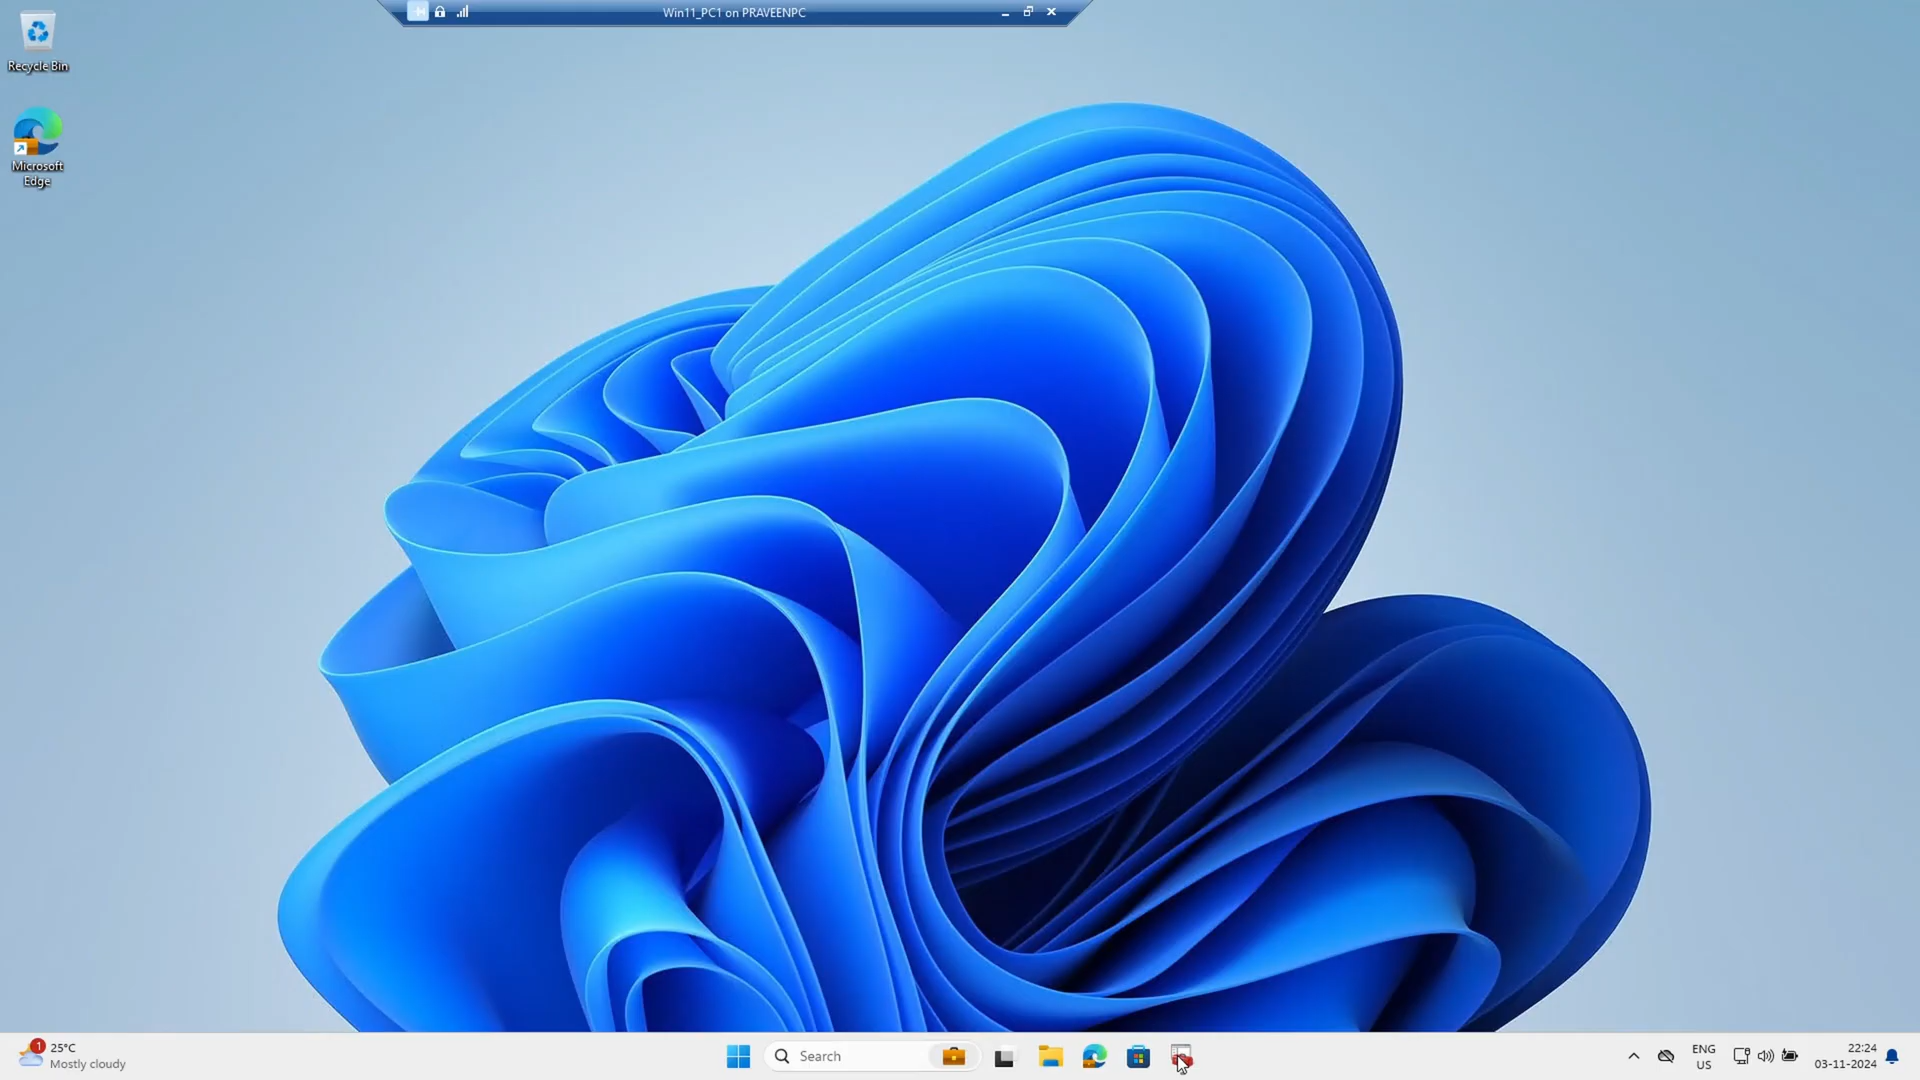 Win11_PC1 on PRAVEENPC
Recycle Bin
Microsoft
Edge
1
25°C
Mostly cloudy
Search
ENG
US
22:24
03-11-2024